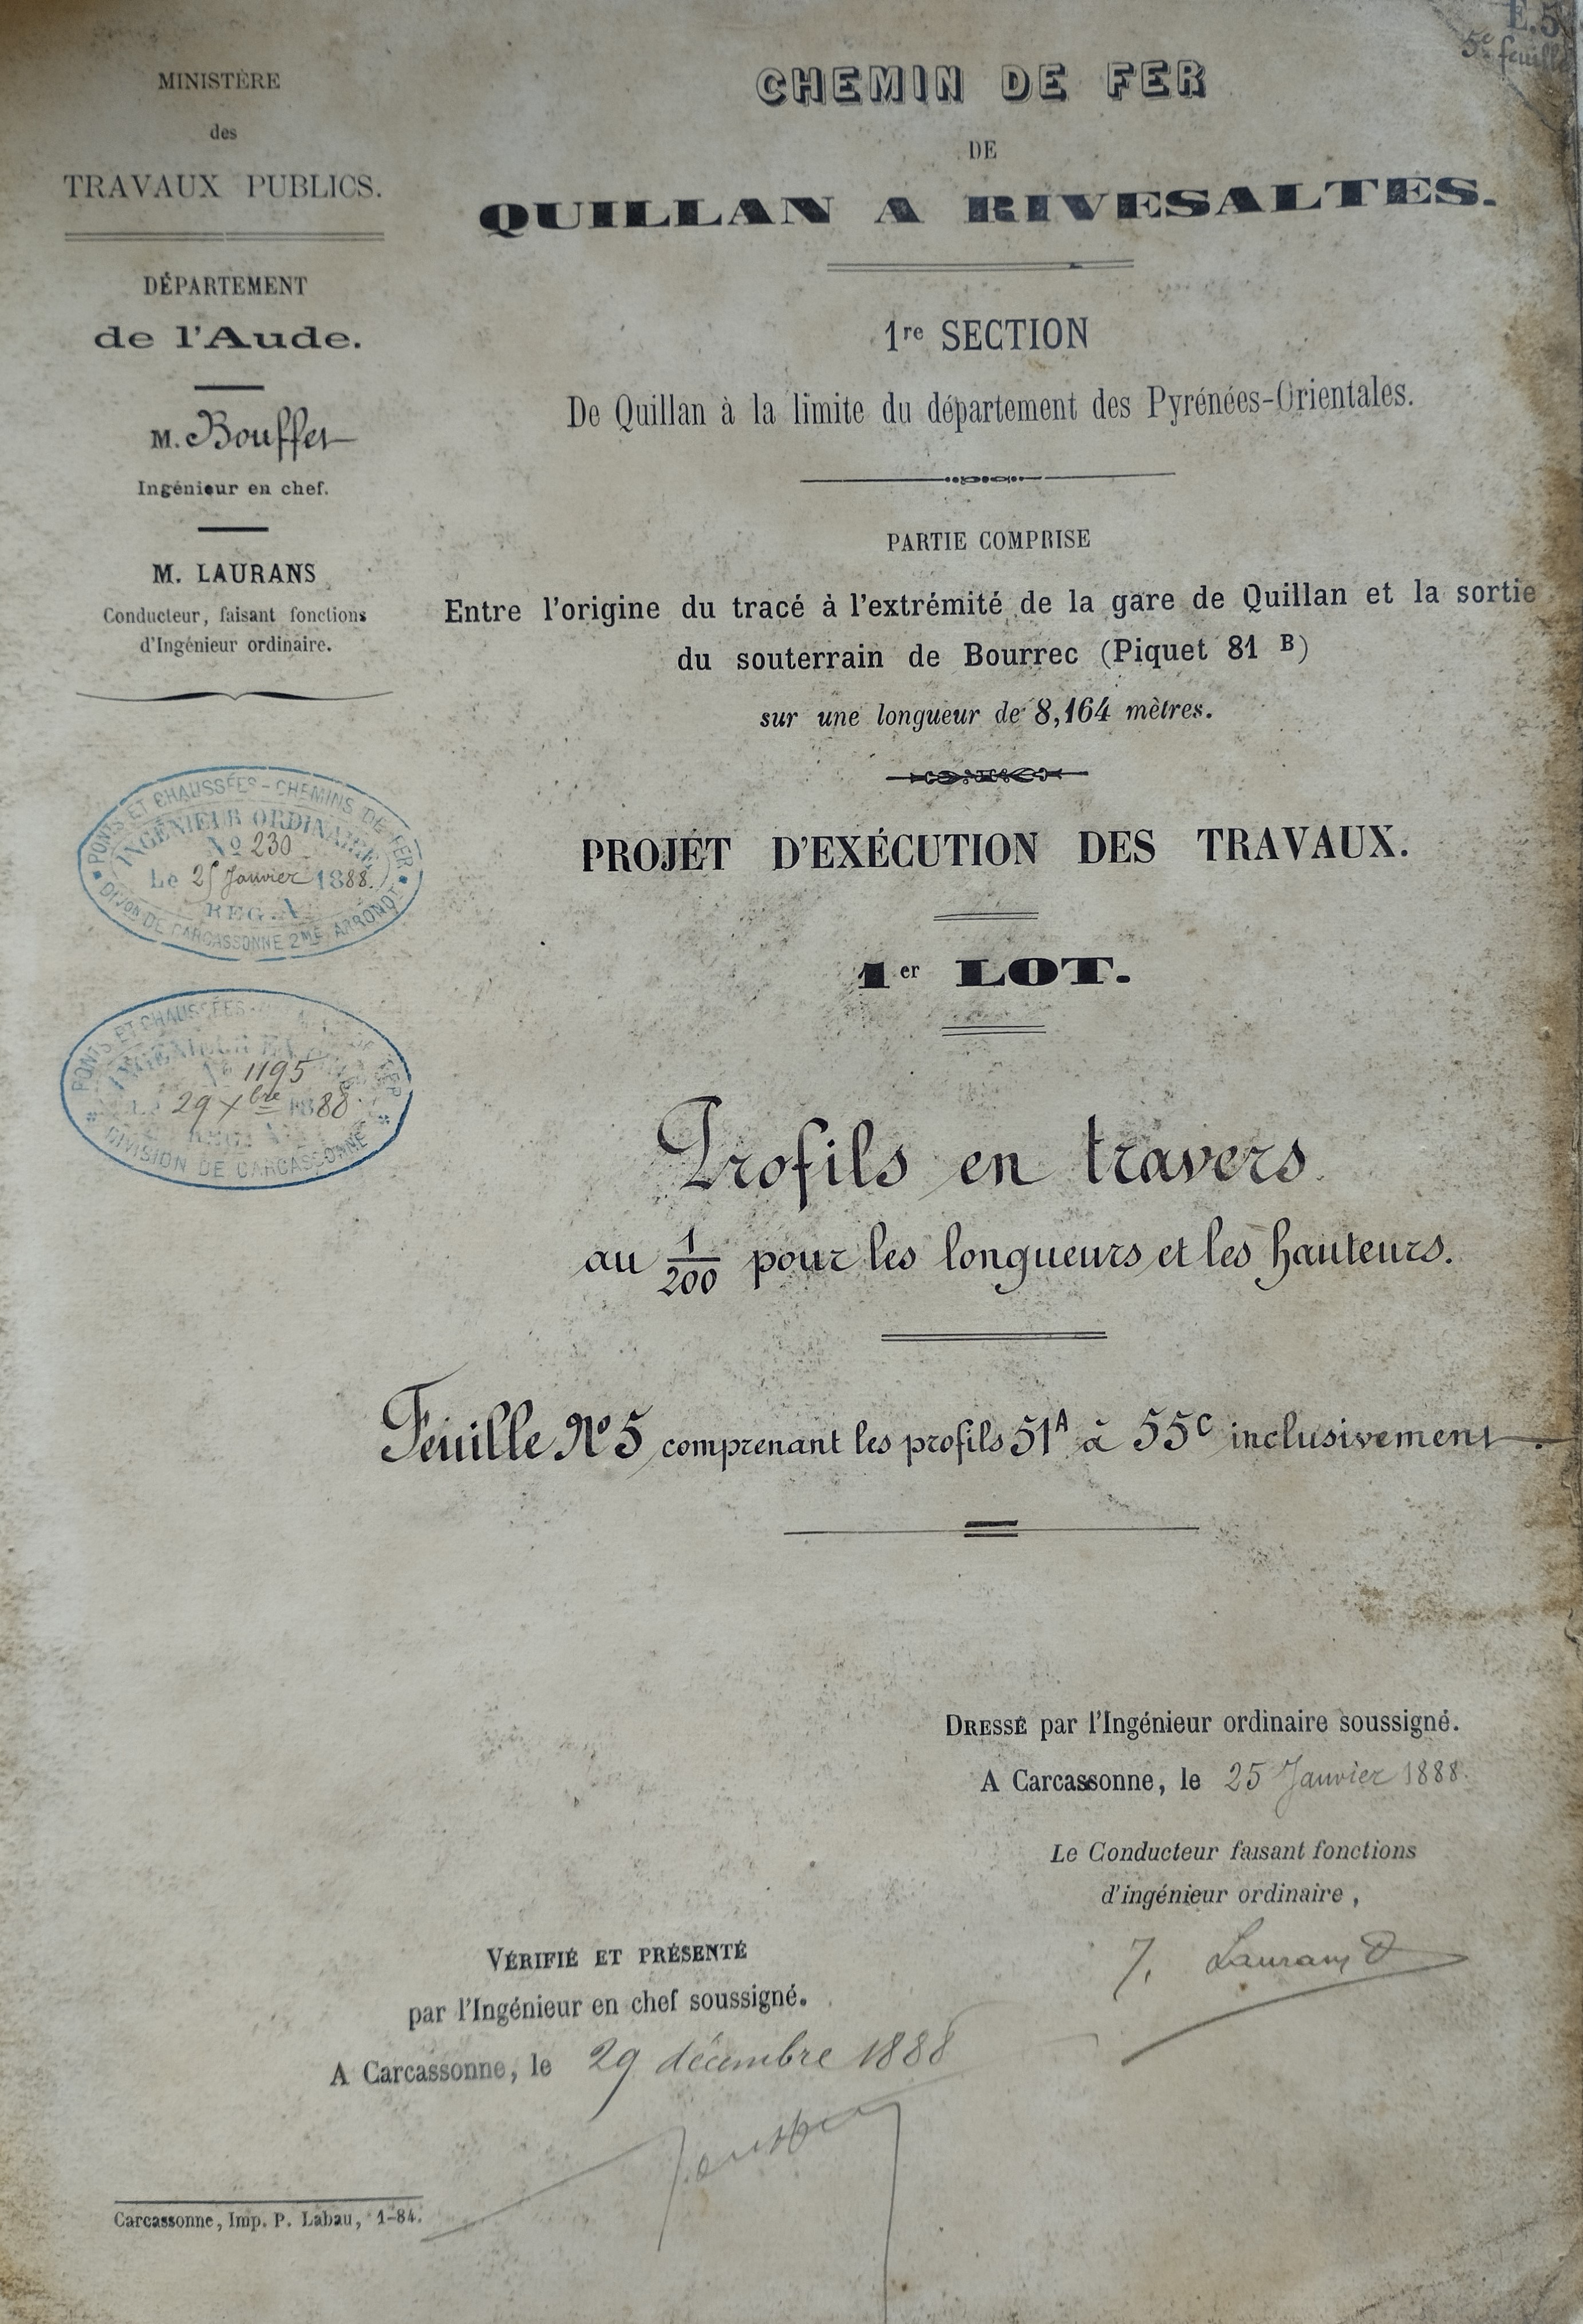 MINISTÈRE
des
TRAVAUX PUBLICS.
DÉPARTEMENT
de l'Aude.
M. Bouffet
Ingénieur en chef.
M. LAURANS
Conducteur, faisant fonctions
d'Ingénieur ordinaire.
PONTS ET CHAUSSÉES - CHEMINS DE FER
INGÉNIEUR ORDINAIRE
No 230
Le 25 Janvier 1888.
REG. A
DIJON DE CARCASSONNE 2ME ARRONDT
PONTS ET CHAUSSÉES
No 1195
29 Xbre 1888
DIVISION DE CARCASSONNE
E.5
5e feuille
CHEMIN DE FER
DE
QUILLAN A RIVESALTES.
1re SECTION
De Quillan à la limite du département des Pyrénées-Orientales.
PARTIE COMPRISE
Entre l'origine du tracé à l'extrémité de la gare de Quillan et la sortie
du souterrain de Bourrec (Piquet 81 B)
sur une longueur de 8,164 mètres.
PROJET D'EXÉCUTION DES TRAVAUX.
1er LOT.
Profils en travers
au 1/200 pour les longueurs et les hauteurs.
Feuille No 5 comprenant les profils 51A à 55C inclusivement.
DRESSÉ par l'Ingénieur ordinaire soussigné.
A Carcassonne, le 25 Janvier 1888.
Le Conducteur faisant fonctions
d'ingénieur ordinaire,
J. Laurans
VÉRIFIÉ ET PRÉSENTÉ
par l'Ingénieur en chef soussigné.
A Carcassonne, le 29 décembre 1888
Carcassonne, Imp. P. Labau, 1-84.